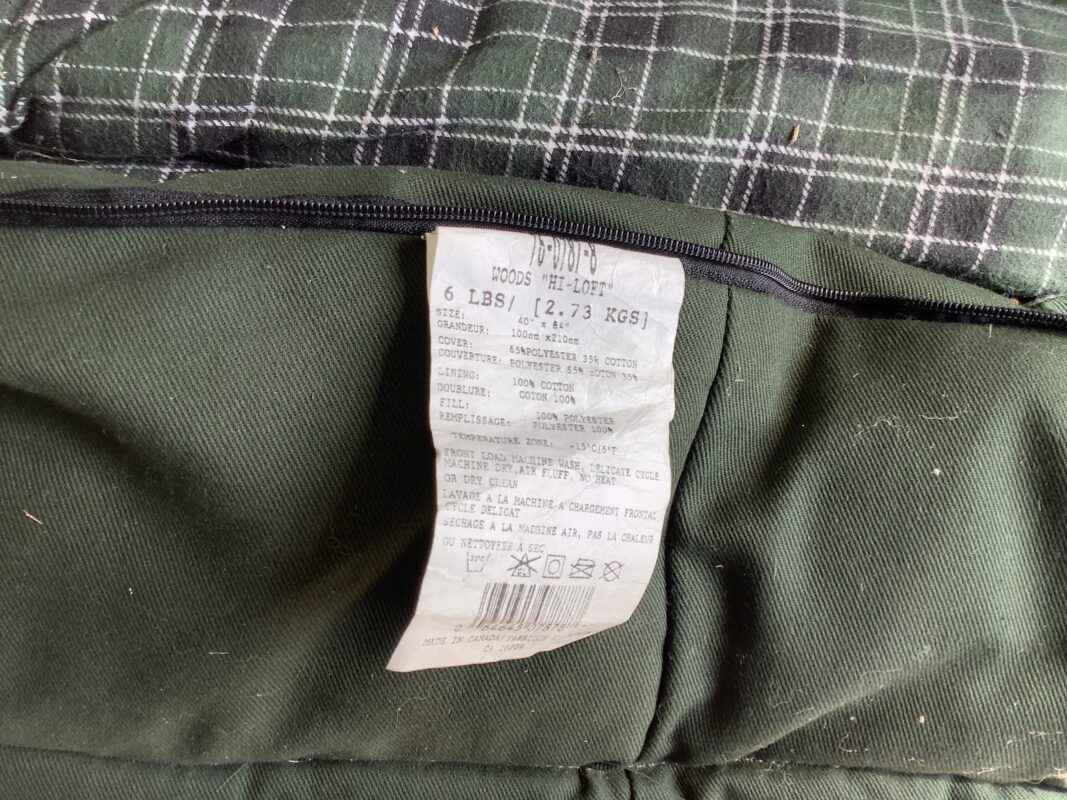 76-0787-8
WOODS "HI-LOFT"
6 LBS/ [2.73 KGS]
SIZE: 40" x 84"
GRANDEUR: 100cm x210cm
COVER: 65%POLYESTER 35% COTTON
COUVERTURE: POLYESTER 65% COTON 35%
LINING: 100% COTTON
DOUBLURE: COTON 100%
FILL: 100% POLYESTER
REMPLISSAGE: POLYESTER 100%
TEMPERATURE ZONE: -15°C/5°F
FRONT LOAD MACHINE WASH, DELICATE CYCLE
MACHINE DRY,AIR FLUFF, NO HEAT
OR DRY CLEAN
LAVAGE A LA MACHINE A CHARGEMENT FRONTAL
CYCLE DELICAT
SECHAGE A LA MACHINE AIR, PAS LA CHALEUR
OU NETTOYER A SEC
MADE IN CANADA/